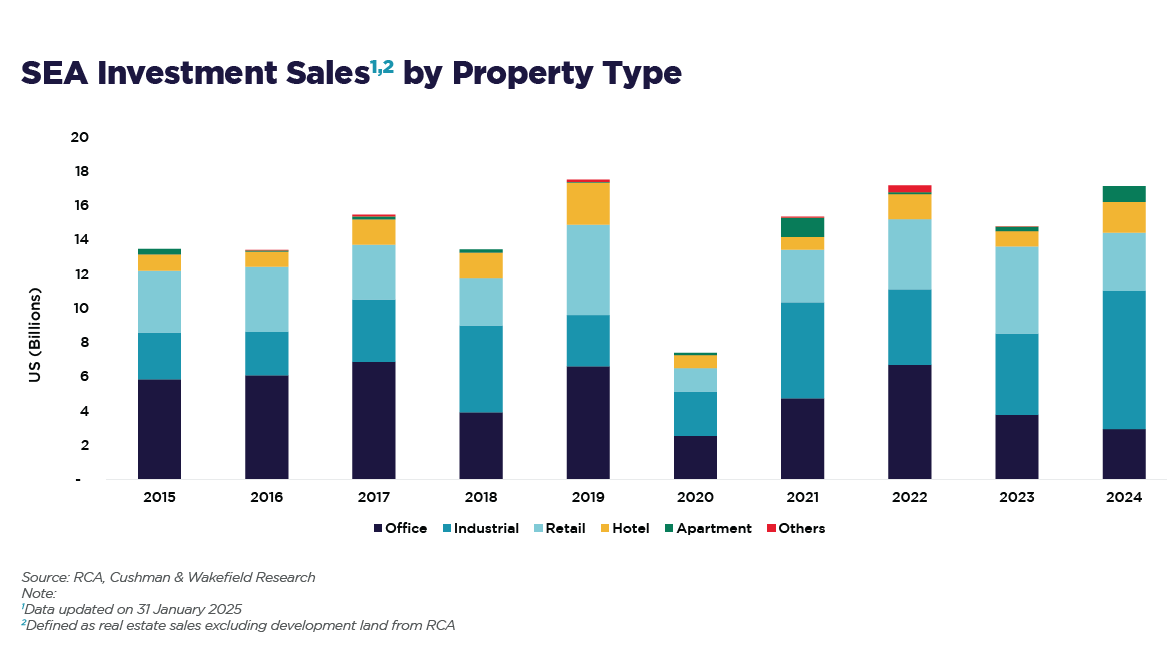 SEA Investment Sales1,2 by Property Type
20
18
16
14
12
10
8
6
4
2
-
US (Billions)
2015 2016 2017 2018 2019 2020 2021 2022 2023 2024
Office Industrial Retail Hotel Apartment Others
Source: RCA, Cushman & Wakefield Research
Note:
1Data updated on 31 January 2025
2Defined as real estate sales excluding development land from RCA